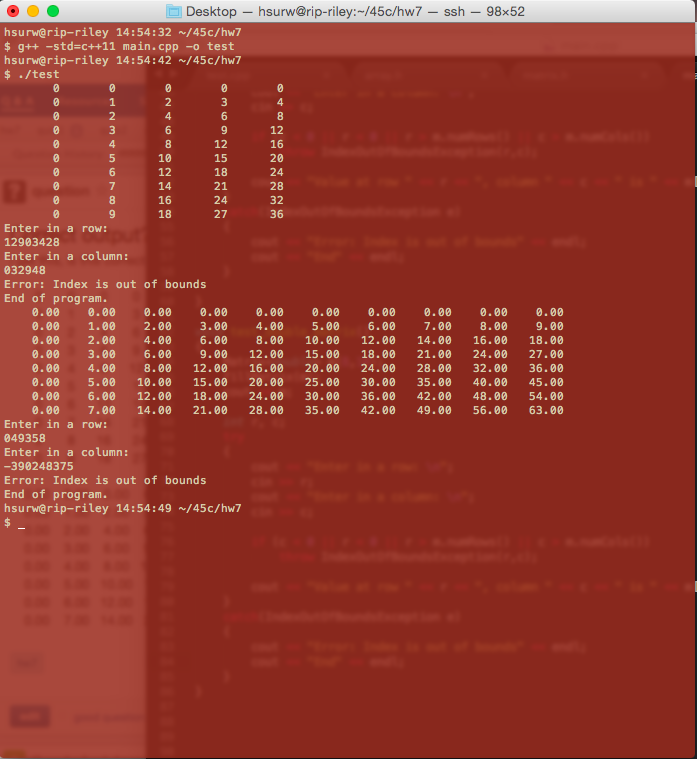 Desktop — hsurw@rip-riley:~/45c/hw7 — ssh — 98×52
hsurw@rip-riley 14:54:32 ~/45c/hw7
$ g++ -std=c++11 main.cpp -o test
hsurw@rip-riley 14:54:42 ~/45c/hw7
$ ./test
0 0 0 0 0
0 1 2 3 4
0 2 4 6 8
0 3 6 9 12
0 4 8 12 16
0 5 10 15 20
0 6 12 18 24
0 7 14 21 28
0 8 16 24 32
0 9 18 27 36
Enter in a row:
12903428
Enter in a column:
032948
Error: Index is out of bounds
End of program.
0.00 0.00 0.00 0.00 0.00 0.00 0.00 0.00 0.00 0.00
0.00 1.00 2.00 3.00 4.00 5.00 6.00 7.00 8.00 9.00
0.00 2.00 4.00 6.00 8.00 10.00 12.00 14.00 16.00 18.00
0.00 3.00 6.00 9.00 12.00 15.00 18.00 21.00 24.00 27.00
0.00 4.00 8.00 12.00 16.00 20.00 24.00 28.00 32.00 36.00
0.00 5.00 10.00 15.00 20.00 25.00 30.00 35.00 40.00 45.00
0.00 6.00 12.00 18.00 24.00 30.00 36.00 42.00 48.00 54.00
0.00 7.00 14.00 21.00 28.00 35.00 42.00 49.00 56.00 63.00
Enter in a row:
049358
Enter in a column:
-390248375
Error: Index is out of bounds
End of program.
hsurw@rip-riley 14:54:49 ~/45c/hw7
$ _